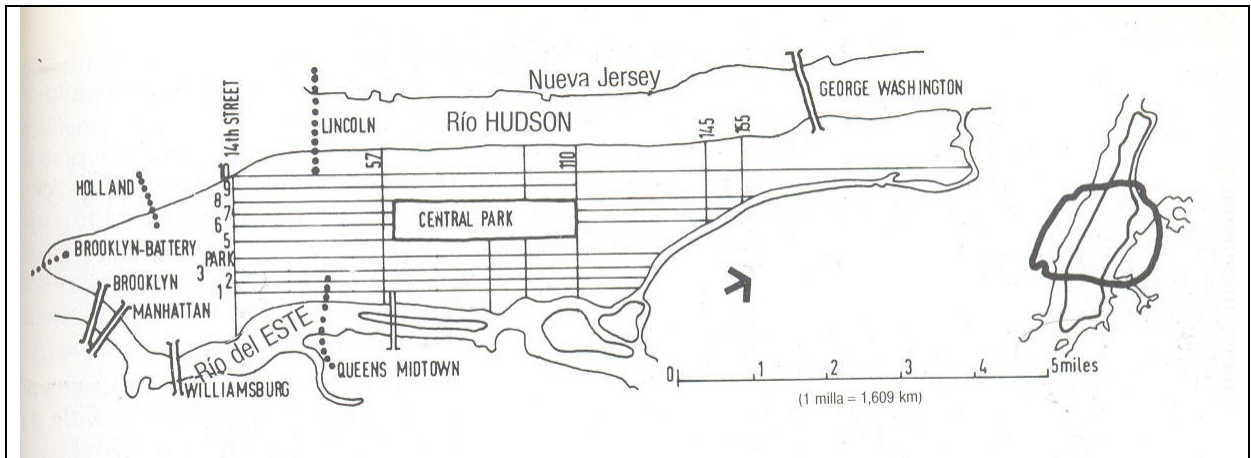 Nueva Jersey
GEORGE WASHINGTON
14th STREET
LINCOLN
Río HUDSON
57
110
145
155
HOLLAND
10
9
8
7
6
5
PARK
3
2
1
CENTRAL PARK
BROOKLYN-BATTERY
BROOKLYN
MANHATTAN
Río del ESTE
WILLIAMSBURG
QUEENS MIDTOWN
0 1 2 3 4 5miles
(1 milla = 1,609 km)